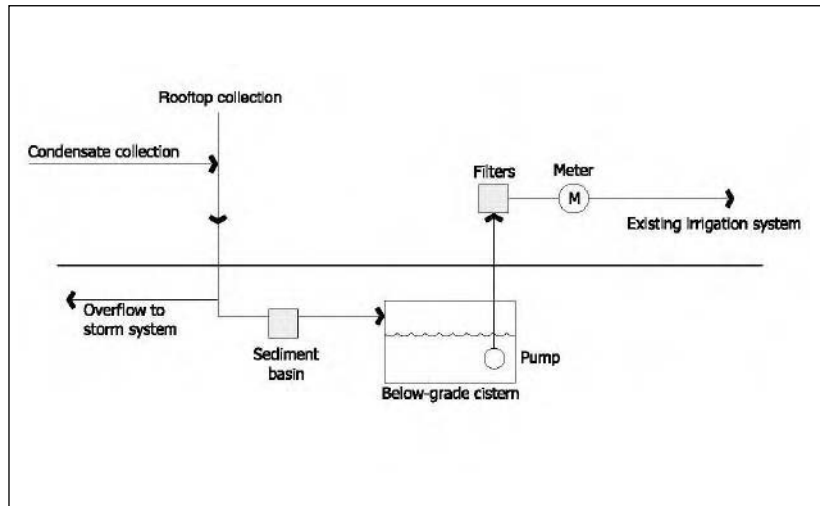 Rooftop collection
Condensate collection
Filters
Meter
M
Existing irrigation system
Overflow to
storm system
Sediment
basin
Pump
Below-grade cistern